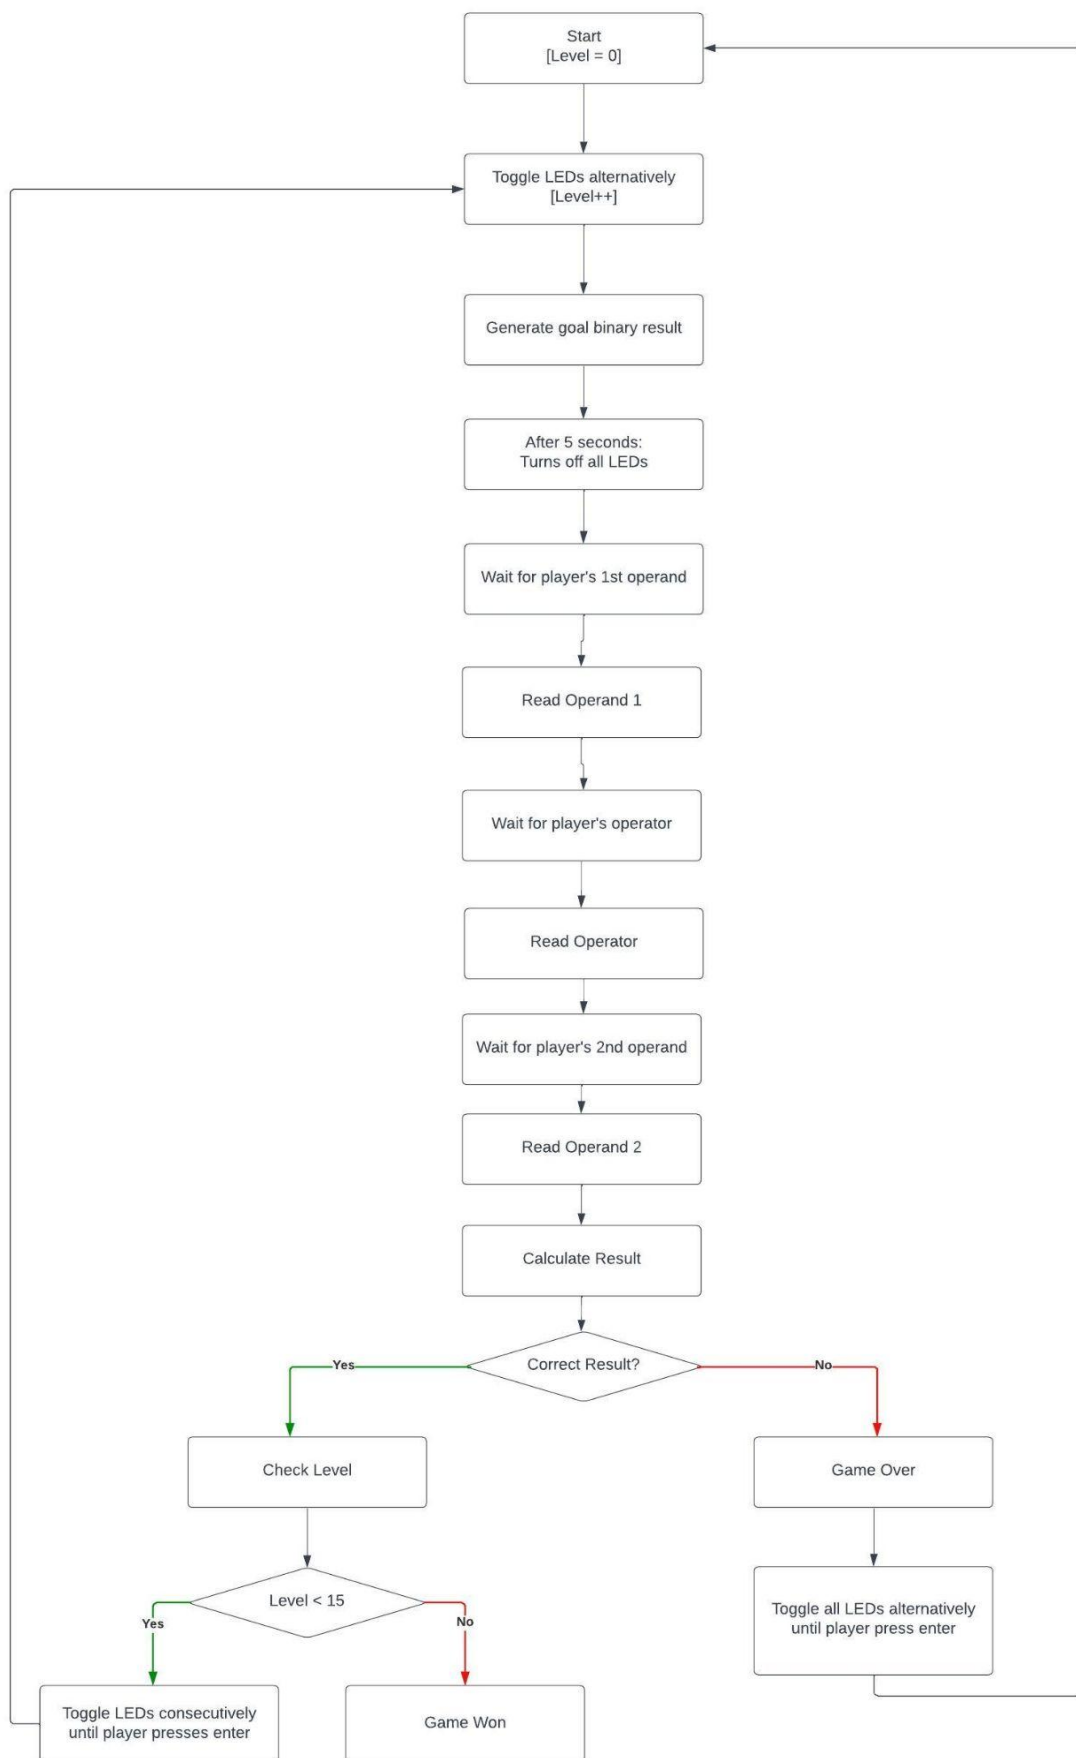 Start
[Level = 0]
Toggle LEDs alternatively
[Level++]
Generate goal binary result
After 5 seconds:
Turns off all LEDs
Wait for player's 1st operand
Read Operand 1
Wait for player's operator
Read Operator
Wait for player's 2nd operand
Read Operand 2
Calculate Result
Correct Result?
Yes
No
Check Level
Game Over
Level < 15
Yes
No
Toggle all LEDs alternatively
until player press enter
Toggle LEDs consecutively
until player presses enter
Game Won